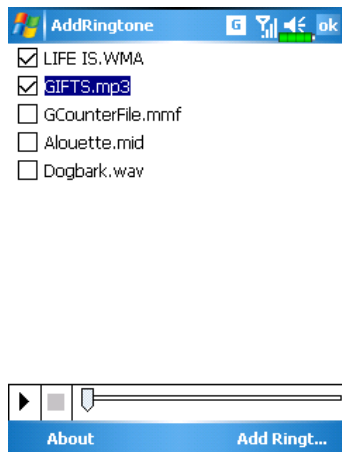 AddRingtone G ok
LIFE IS.WMA
GIFTS.mp3
GCounterFile.mmf
Alouette.mid
Dogbark.wav
About Add Ringt...